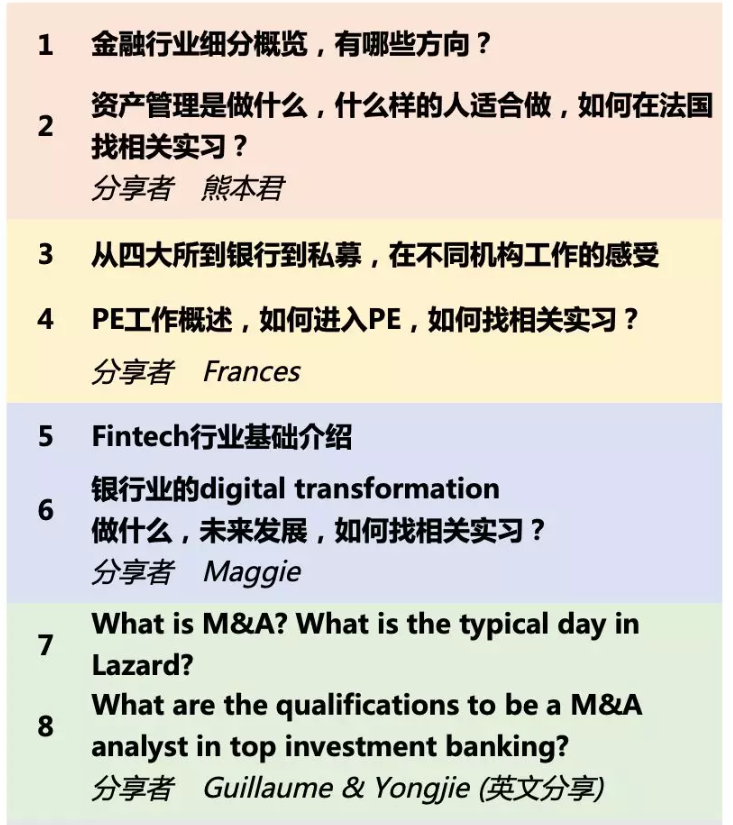 1 金融行业细分概览，有哪些方向？
2 资产管理是做什么，什么样的人适合做，如何在法国
找相关实习？
分享者 熊本君
3 从四大所到银行到私募，在不同机构工作的感受
4 PE工作概述，如何进入PE，如何找相关实习？
分享者 Frances
5 Fintech行业基础介绍
6 银行业的digital transformation
做什么，未来发展，如何找相关实习？
分享者 Maggie
7 What is M&A? What is the typical day in
Lazard?
8 What are the qualifications to be a M&A
analyst in top investment banking?
分享者 Guillaume & Yongjie (英文分享)